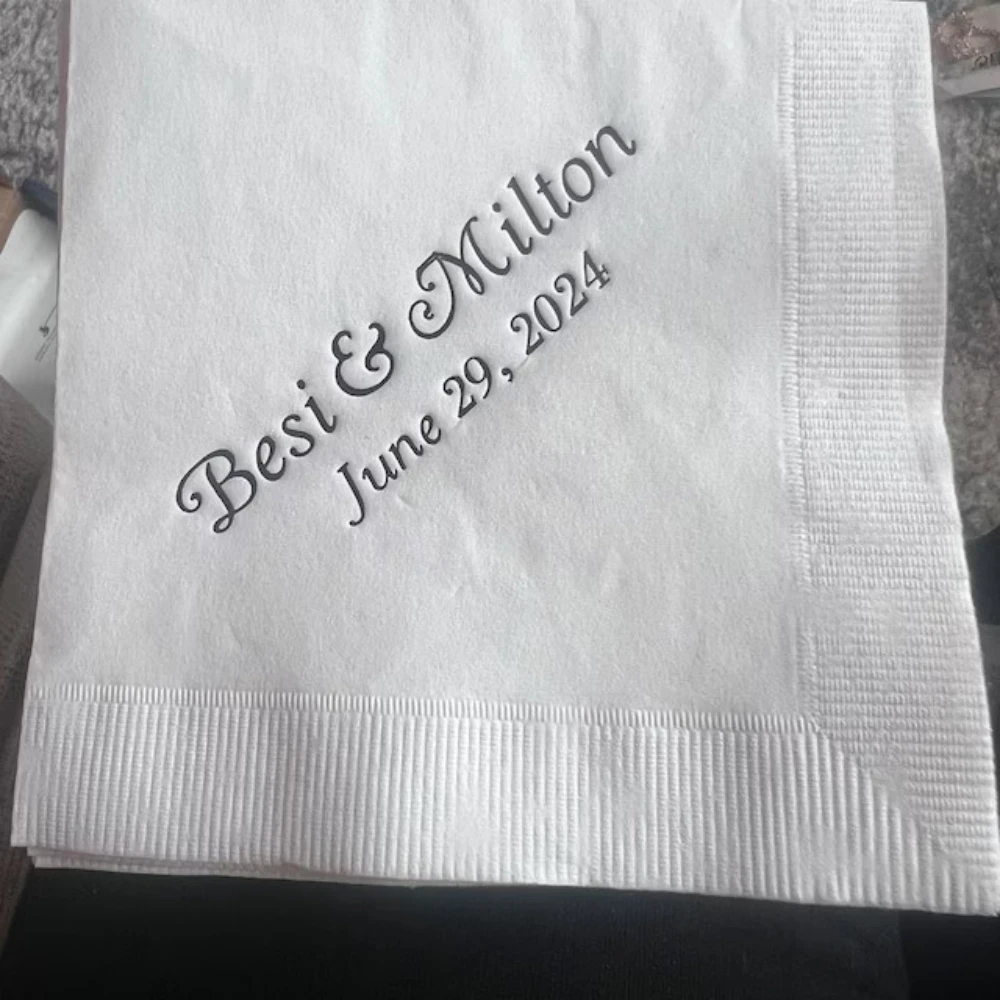 Besi & Milton
June 29, 2024